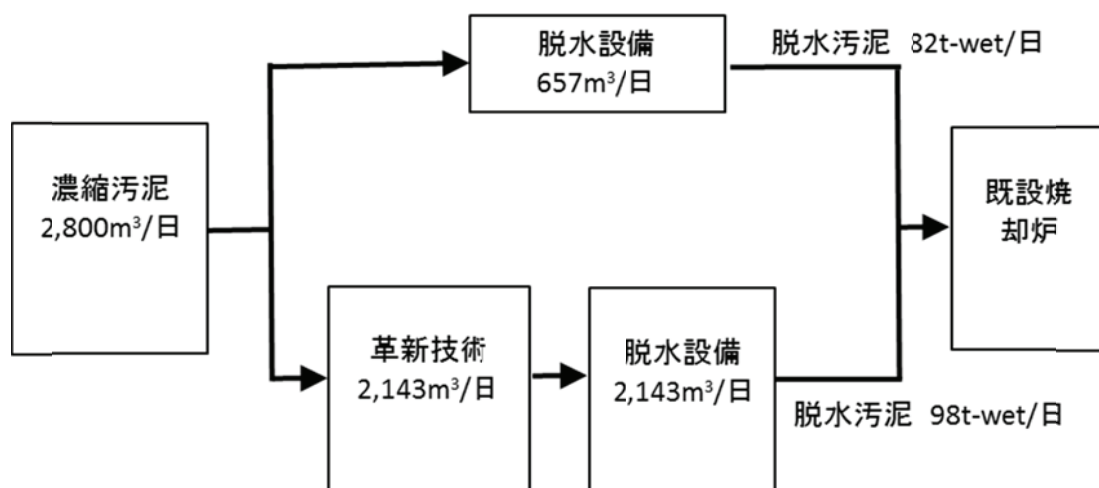 脱水設備
657m³/日
脱水汚泥 82t-wet/日
濃縮汚泥
2,800m³/日
既設焼
却炉
革新技術
2,143m³/日
脱水設備
2,143m³/日
脱水汚泥 98t-wet/日